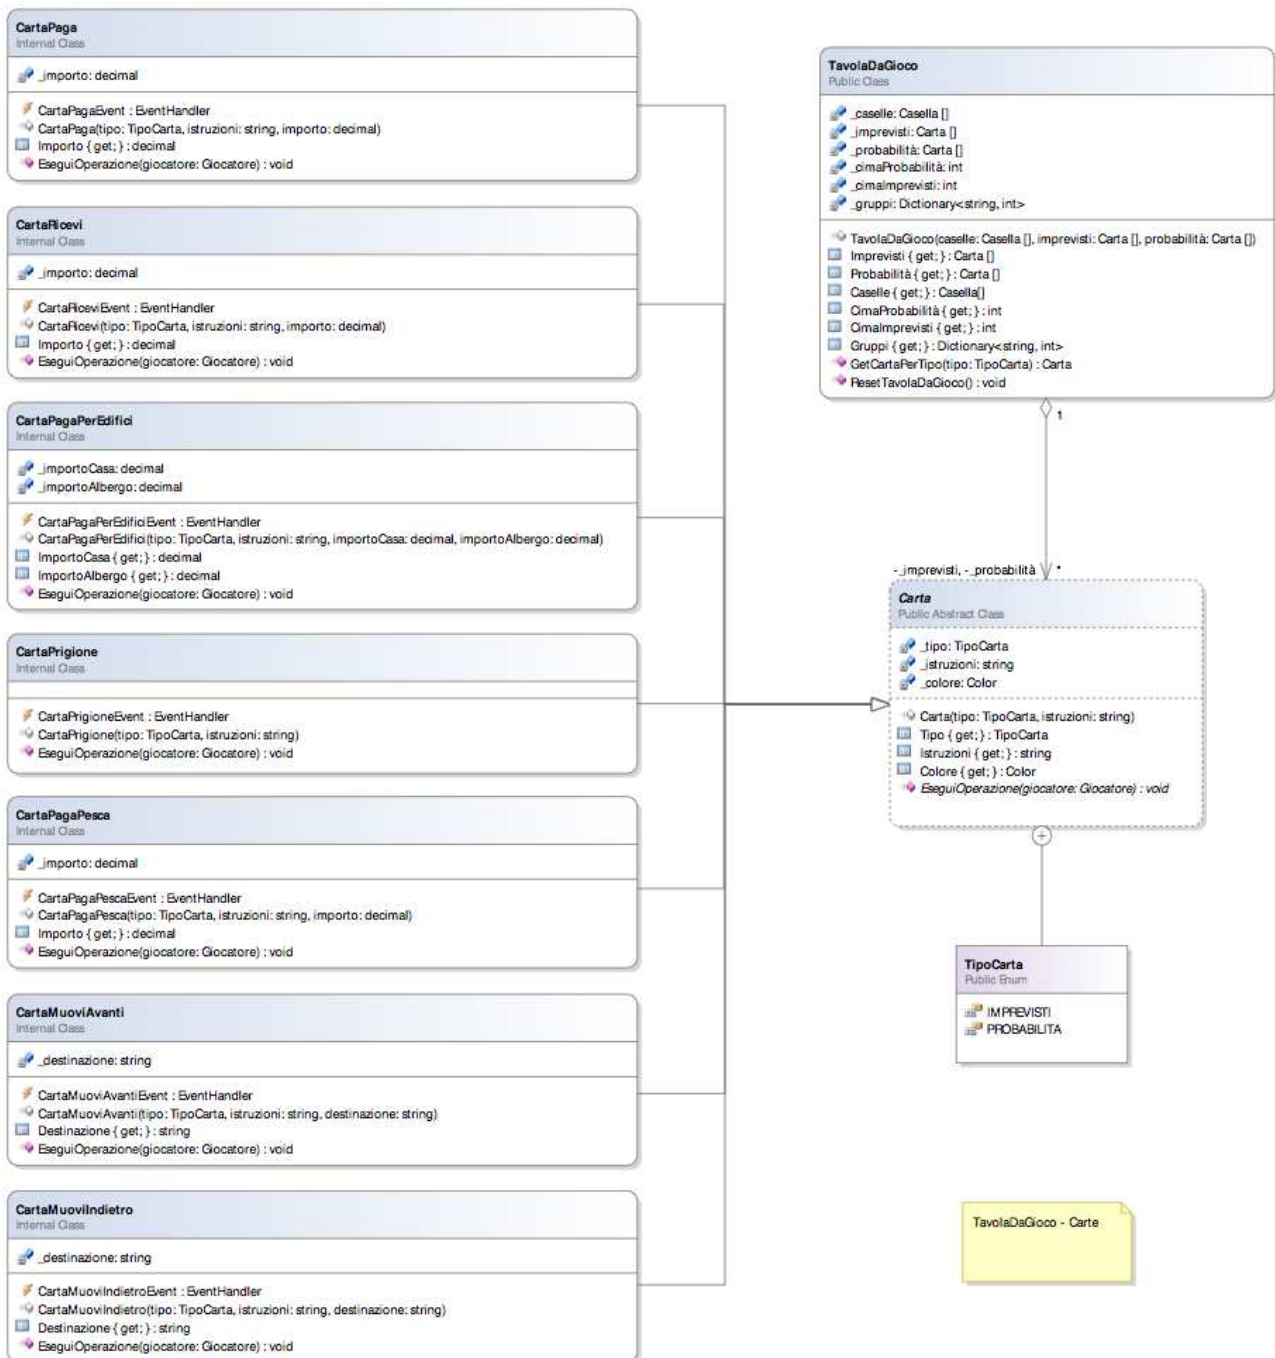 CartaPaga
Internal Class
_importo: decimal
CartaPagaEvent : EventHandler
CartaPaga(tipo: TipoCarta, istruzioni: string, importo: decimal)
Importo { get; } : decimal
EseguiOperazione(giocatore: Giocatore) : void
CartaRicevi
Internal Class
_importo: decimal
CartaRiceviEvent : EventHandler
CartaRicevi(tipo: TipoCarta, istruzioni: string, importo: decimal)
Importo { get; } : decimal
EseguiOperazione(giocatore: Giocatore) : void
CartaPagaPerEdifici
Internal Class
_importoCasa: decimal
_importoAlbergo: decimal
CartaPagaPerEdificiEvent : EventHandler
CartaPagaPerEdifici(tipo: TipoCarta, istruzioni: string, importoCasa: decimal, importoAlbergo: decimal)
ImportoCasa { get; } : decimal
ImportoAlbergo { get; } : decimal
EseguiOperazione(giocatore: Giocatore) : void
CartaPrigione
Internal Class
CartaPrigioneEvent : EventHandler
CartaPrigione(tipo: TipoCarta, istruzioni: string)
EseguiOperazione(giocatore: Giocatore) : void
CartaPagaPesca
Internal Class
_importo: decimal
CartaPagaPescaEvent : EventHandler
CartaPagaPesca(tipo: TipoCarta, istruzioni: string, importo: decimal)
Importo { get; } : decimal
EseguiOperazione(giocatore: Giocatore) : void
CartaMuoviAvanti
Internal Class
_destinazione: string
CartaMuoviAvantiEvent : EventHandler
CartaMuoviAvanti(tipo: TipoCarta, istruzioni: string, destinazione: string)
Destinazione { get; } : string
EseguiOperazione(giocatore: Giocatore) : void
CartaMuoviIndietro
Internal Class
_destinazione: string
CartaMuoviIndietroEvent : EventHandler
CartaMuoviIndietro(tipo: TipoCarta, istruzioni: string, destinazione: string)
Destinazione { get; } : string
EseguiOperazione(giocatore: Giocatore) : void
TavolaDaGioco
Public Class
_caselle: Casella []
_imprevisti: Carta []
_probabilità: Carta []
_cimaProbabilità: int
_cimaImprevisti: int
_gruppi: Dictionary<string, int>
TavolaDaGioco(caselle: Casella [], imprevisti: Carta [], probabilità: Carta [])
Imprevisti { get; } : Carta []
Probabilità { get; } : Carta []
Caselle { get; } : Casella[]
CimaProbabilità { get; } : int
CimaImprevisti { get; } : int
Gruppi { get; } : Dictionary<string, int>
GetCartaPerTipo(tipo: TipoCarta) : Carta
ResetTavolaDaGioco() : void
1
-_imprevisti, -_probabilità *
Carta
Public Abstract Class
_tipo: TipoCarta
_istruzioni: string
_colore: Color
Carta(tipo: TipoCarta, istruzioni: string)
Tipo { get; } : TipoCarta
Istruzioni { get; } : string
Colore { get; } : Color
EseguiOperazione(giocatore: Giocatore) : void
TipoCarta
Public Enum
IMPREVISTI
PROBABILITA
TavolaDaGioco - Carte